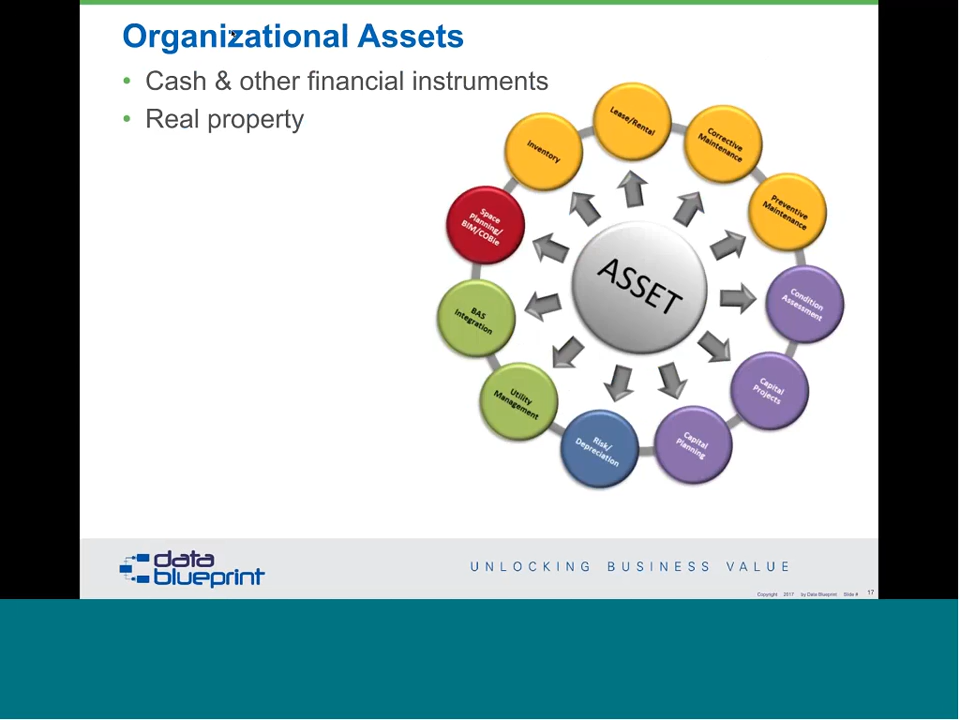 Organizational Assets
• Cash & other financial instruments
• Real property
Lease/Rental
Corrective
Maintenance
Preventive
Maintenance
Condition
Assessment
Capital
Projects
Capital
Planning
Risk/
Depreciation
Utility
Management
BAS
Integration
Space
Planning/
BIM/COBie
Inventory
ASSET
data
blueprint
UNLOCKING BUSINESS VALUE
Copyright 2017 by Data Blueprint Slide # 17